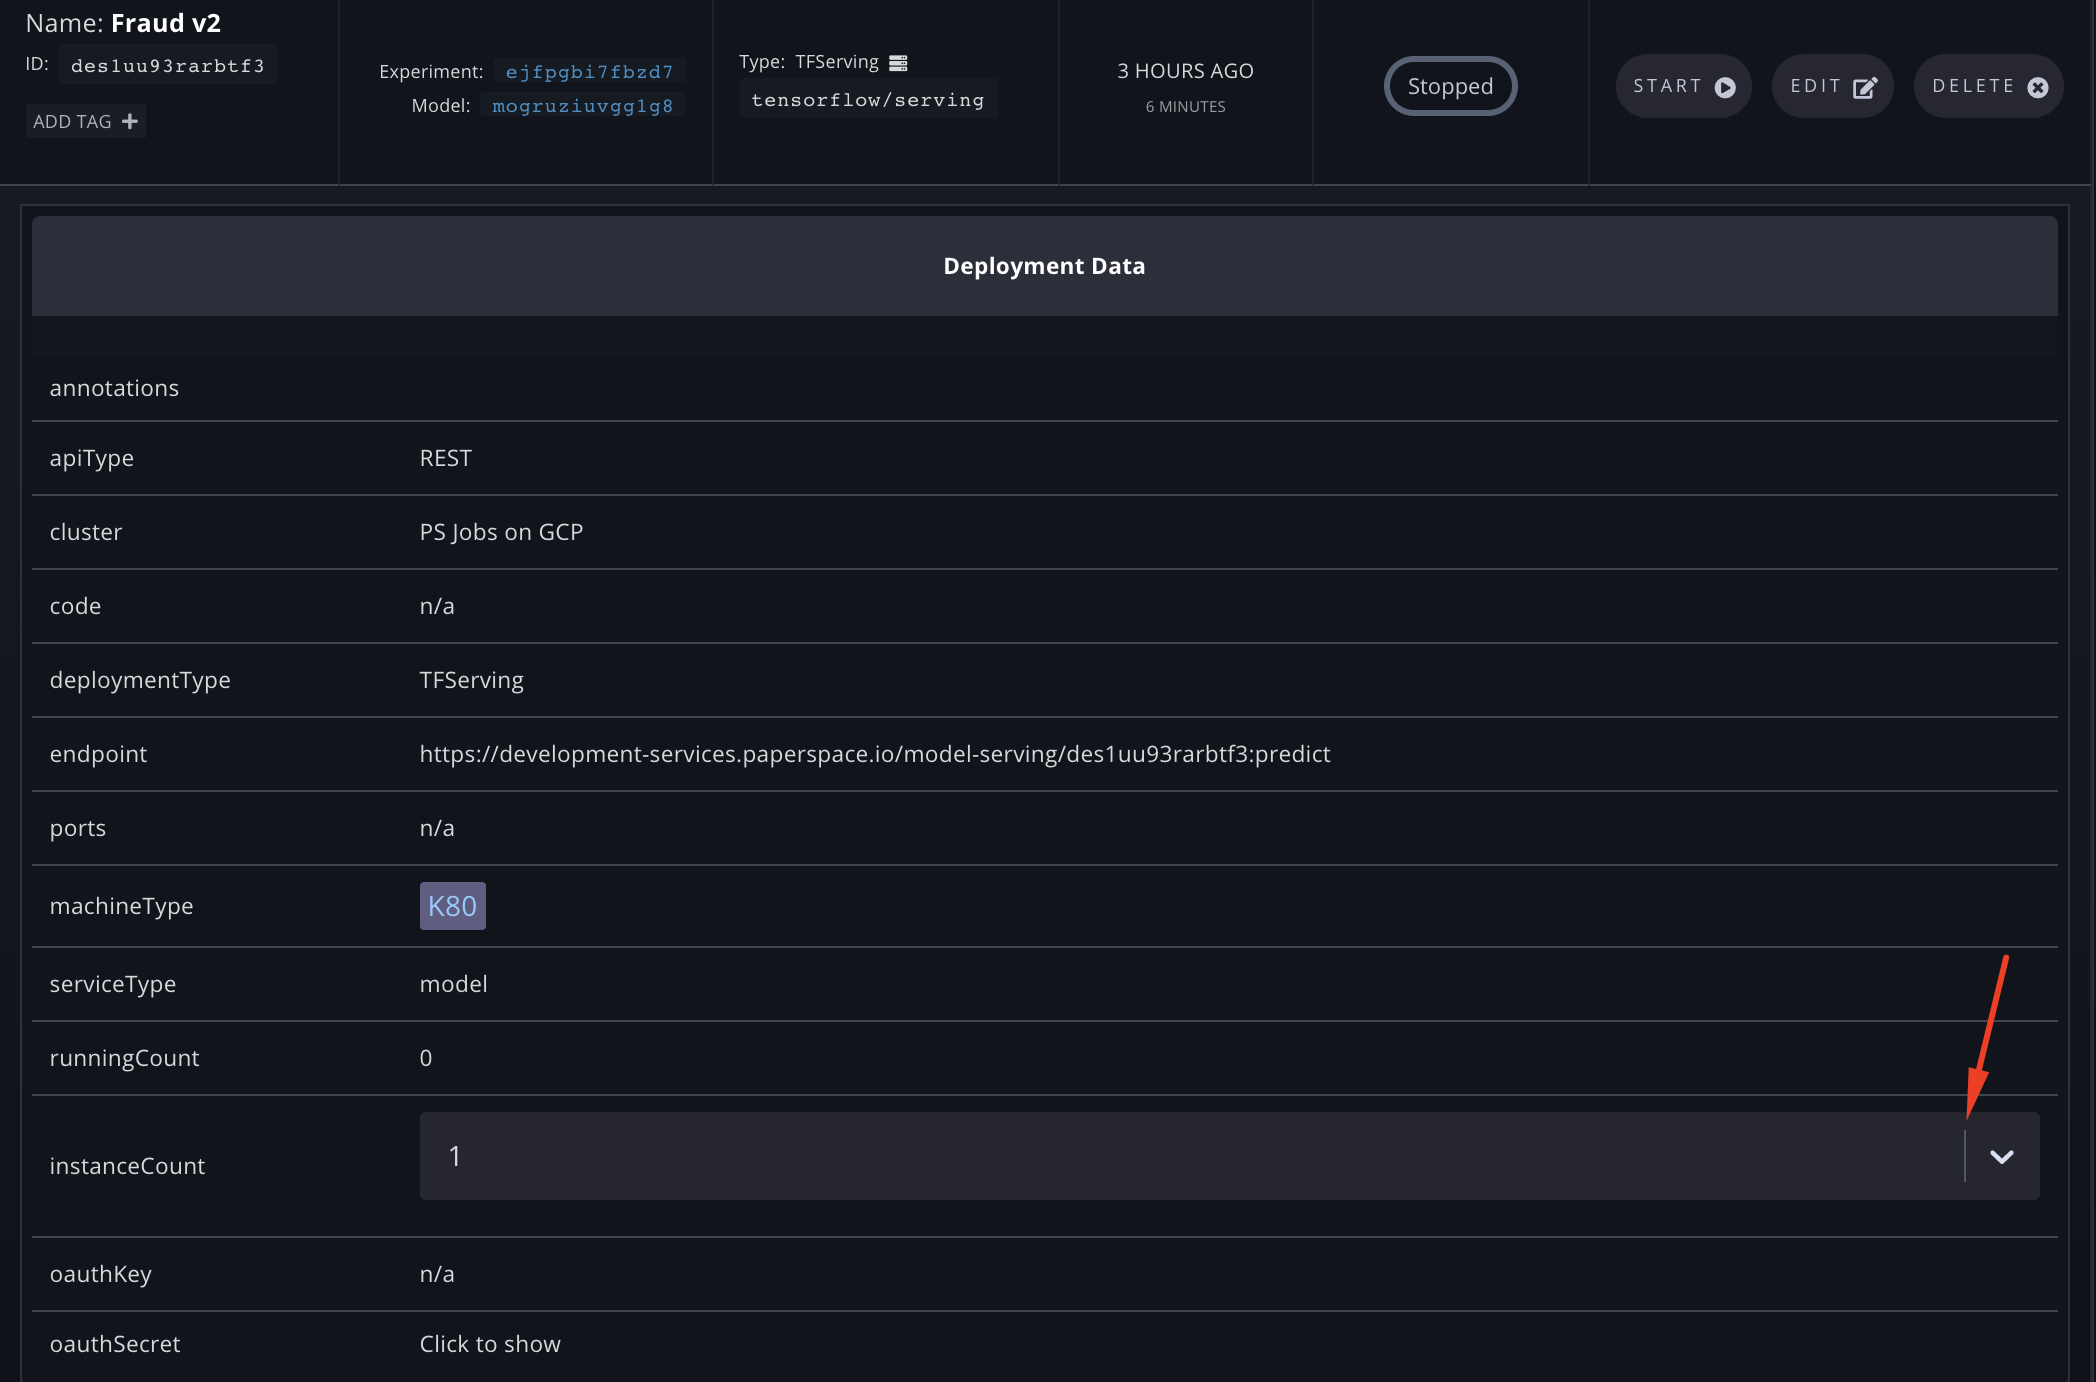 Name: Fraud v2
ID: des1uu93rarbtf3
ADD TAG
Experiment: ejfpgbi7fbzd7
Model: mogruziuvgg1g8
Type: TFServing
tensorflow/serving
3 HOURS AGO
6 MINUTES
Stopped
START
EDIT
DELETE
Deployment Data
annotations
apiType REST
cluster PS Jobs on GCP
code n/a
deploymentType TFServing
endpoint https://development-services.paperspace.io/model-serving/des1uu93rarbtf3:predict
ports n/a
machineType K80
serviceType model
runningCount 0
instanceCount 1
oauthKey n/a
oauthSecret Click to show